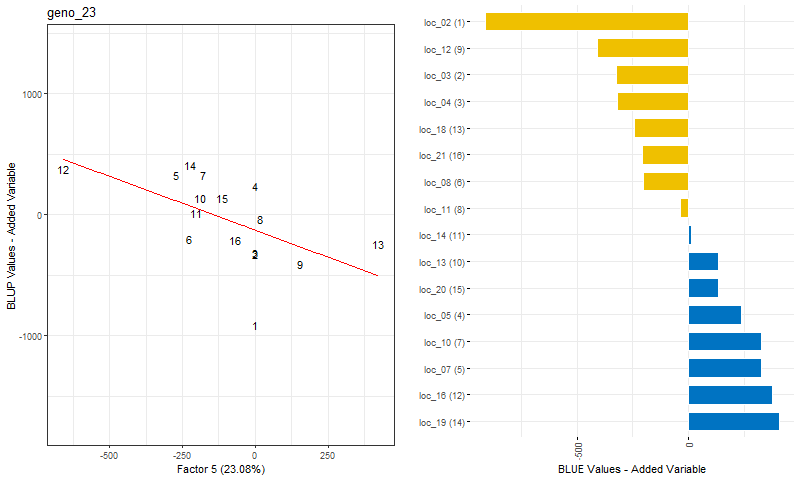 geno_23
BLUP Values - Added Variable
1000
0
-1000
12
5
14
7
10
15
11
6
16
4
8
2
3
9
13
1
-500
-250
0
250
Factor 5 (23.08%)
loc_02 (1)
loc_12 (9)
loc_03 (2)
loc_04 (3)
loc_18 (13)
loc_21 (16)
loc_08 (6)
loc_11 (8)
loc_14 (11)
loc_13 (10)
loc_20 (15)
loc_05 (4)
loc_10 (7)
loc_07 (5)
loc_16 (12)
loc_19 (14)
-500
0
BLUE Values - Added Variable